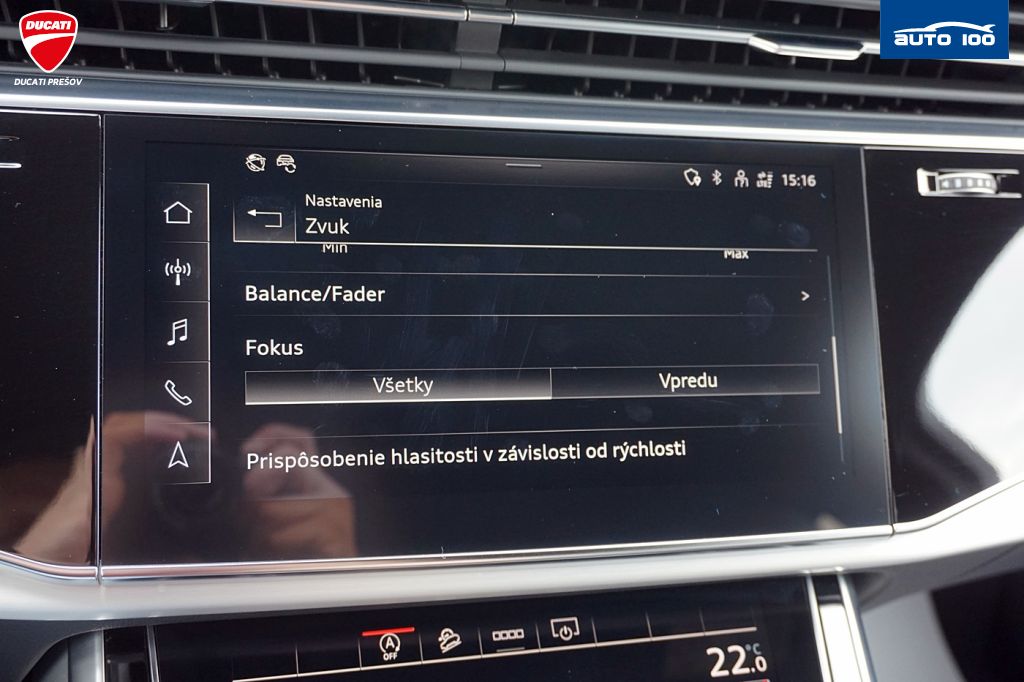 DUCATI
DUCATI PREŠOV
AUTO 100
LTE 15:16
Nastavenia
Zvuk
Min Max
Balance/Fader >
Fokus
Všetky Vpredu
Prispôsobenie hlasitosti v závislosti od rýchlosti
A
OFF
22.0 °C